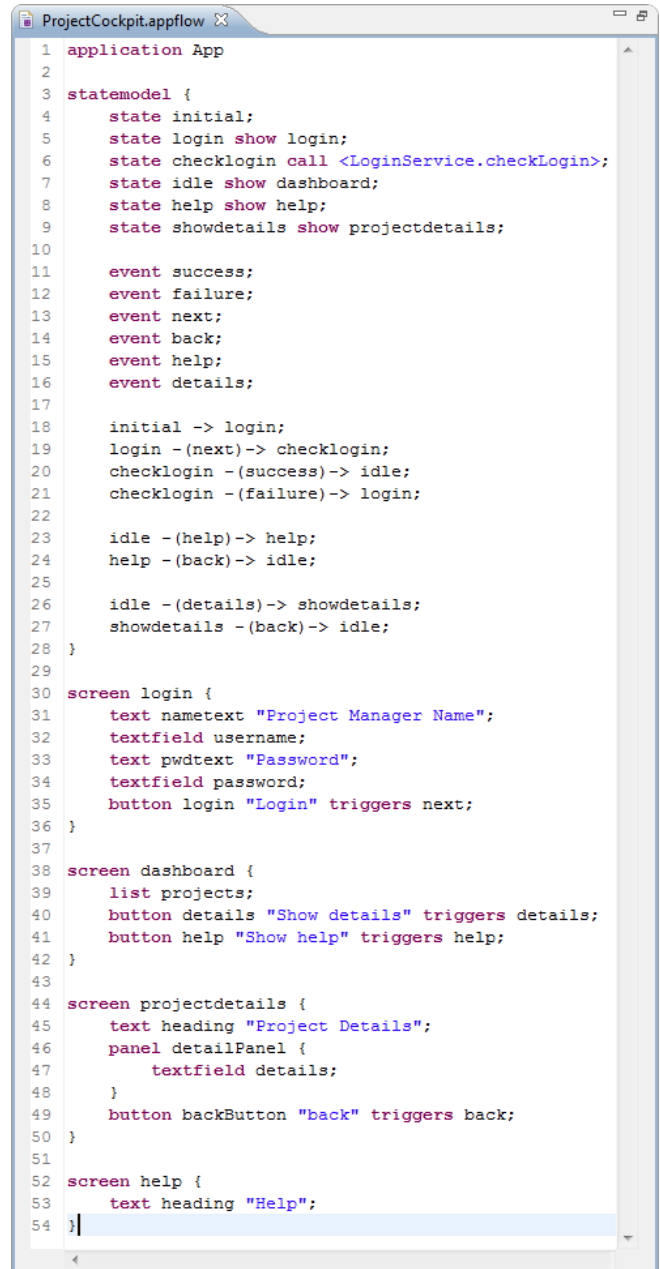 ProjectCockpit.appflow
1 application App
2
3 statemodel {
4     state initial;
5     state login show login;
6     state checklogin call <LoginService.checkLogin>;
7     state idle show dashboard;
8     state help show help;
9     state showdetails show projectdetails;
10
11     event success;
12     event failure;
13     event next;
14     event back;
15     event help;
16     event details;
17
18     initial -> login;
19     login -(next)-> checklogin;
20     checklogin -(success)-> idle;
21     checklogin -(failure)-> login;
22
23     idle -(help)-> help;
24     help -(back)-> idle;
25
26     idle -(details)-> showdetails;
27     showdetails -(back)-> idle;
28 }
29
30 screen login {
31     text nametext "Project Manager Name";
32     textfield username;
33     text pwdtext "Password";
34     textfield password;
35     button login "Login" triggers next;
36 }
37
38 screen dashboard {
39     list projects;
40     button details "Show details" triggers details;
41     button help "Show help" triggers help;
42 }
43
44 screen projectdetails {
45     text heading "Project Details";
46     panel detailPanel {
47         textfield details;
48     }
49     button backButton "back" triggers back;
50 }
51
52 screen help {
53     text heading "Help";
54 }